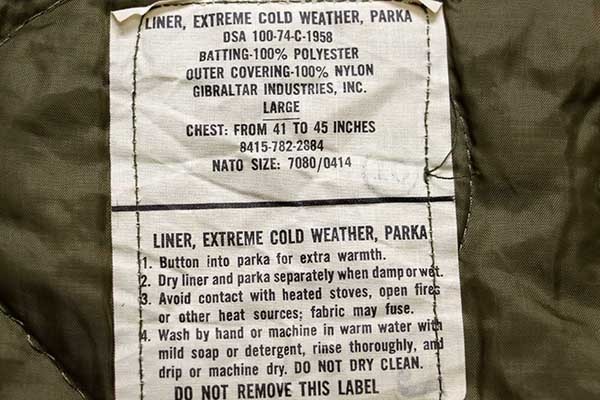 LINER, EXTREME COLD WEATHER, PARKA
DSA 100-74-C-1958
BATTING-100% POLYESTER
OUTER COVERING-100% NYLON
GIBRALTAR INDUSTRIES, INC.
LARGE
CHEST: FROM 41 TO 45 INCHES
8415-782-2884
NATO SIZE: 7080/0414
LINER, EXTREME COLD WEATHER, PARKA
1. Button into parka for extra warmth.
2. Dry liner and parka separately when damp or wet.
3. Avoid contact with heated stoves, open fires
or other heat sources; fabric may fuse.
4. Wash by hand or machine in warm water with
mild soap or detergent, rinse thoroughly, and
drip or machine dry. DO NOT DRY CLEAN.
DO NOT REMOVE THIS LABEL